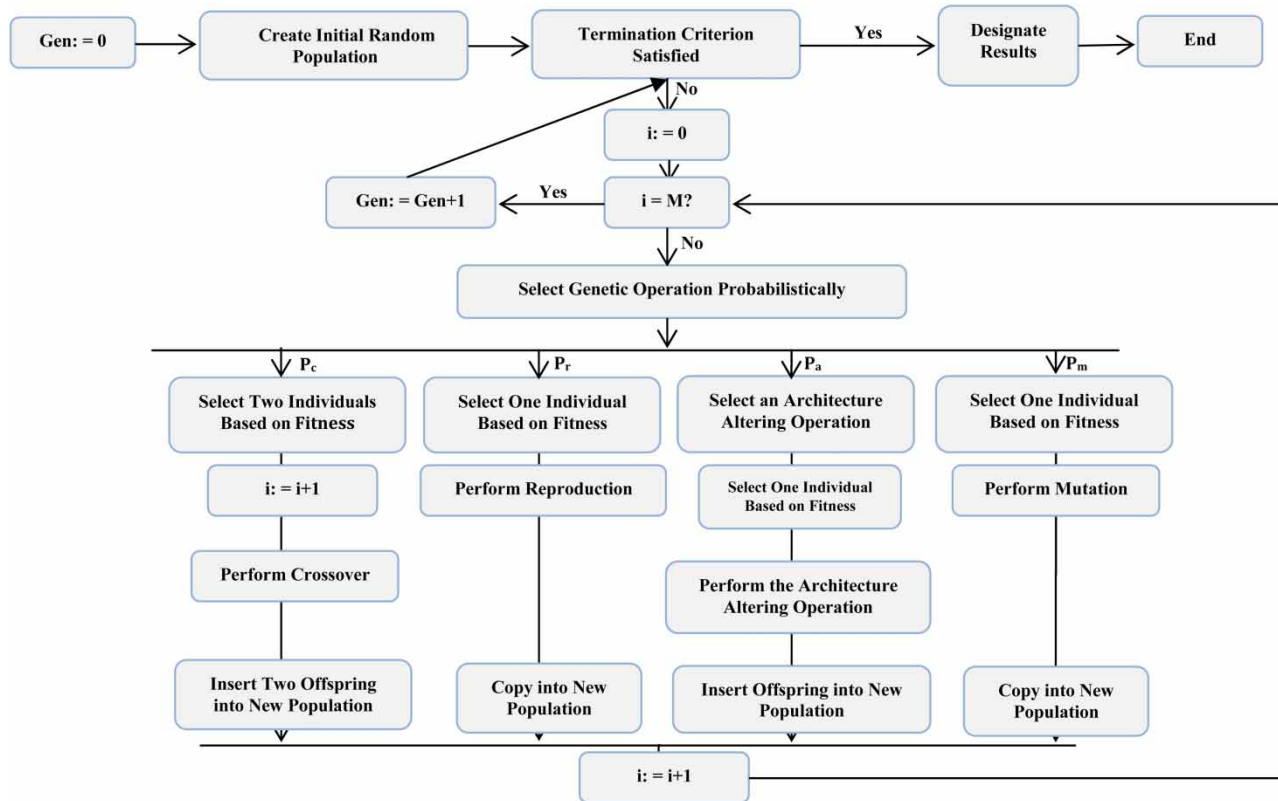 Gen: = 0
Create Initial Random
Population
Termination Criterion
Satisfied
Yes
Designate
Results
End
No
i: = 0
Gen: = Gen+1
Yes
i = M?
No
Select Genetic Operation Probabilistically
Pc
Pr
Pa
Pm
Select Two Individuals
Based on Fitness
Select One Individual
Based on Fitness
Select an Architecture
Altering Operation
Select One Individual
Based on Fitness
i: = i+1
Perform Reproduction
Select One Individual
Based on Fitness
Perform Mutation
Perform Crossover
Perform the Architecture
Altering Operation
Insert Two Offspring
into New Population
Copy into New
Population
Insert Offspring into New
Population
Copy into New
Population
i: = i+1